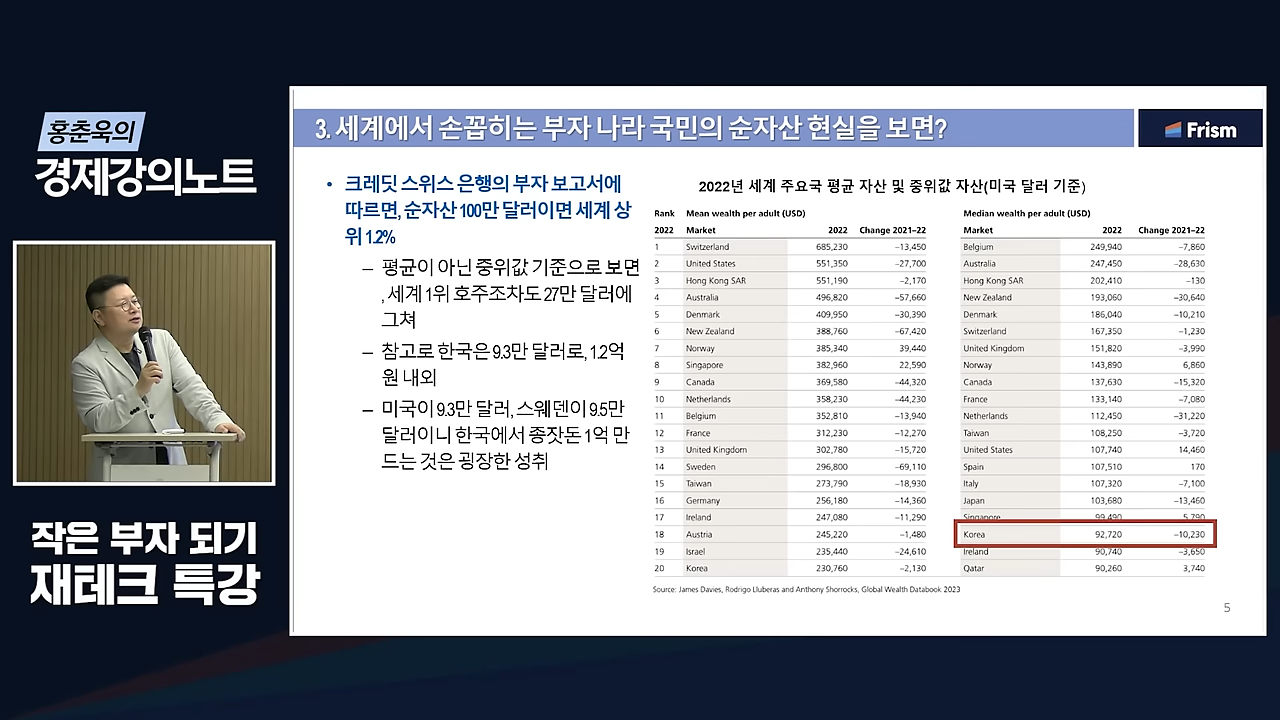 홍춘욱의
경제강의노트
작은 부자 되기
재테크 특강
3. 세계에서 손꼽히는 부자 나라 국민의 순자산 현실을 보면?
Frism
• 크레딧 스위스 은행의 부자 보고서에
따르면, 순자산 100만 달러이면 세계 상
위 1.2%
– 평균이 아닌 중위값 기준으로 보면
, 세계 1위 호주조차도 27만 달러에
그쳐
– 참고로 한국은 9.3만 달러로, 1.2억
원 내외
– 미국이 9.3만 달러, 스웨덴이 9.5만
달러이니 한국에서 종잣돈 1억 만
드는 것은 굉장한 성취
2022년 세계 주요국 평균 자산 및 중위값 자산(미국 달러 기준)
Rank Mean wealth per adult (USD) Median wealth per adult (USD)
2022 Market 2022 Change 2021–22 Market 2022 Change 2021–22
1 Switzerland 685,230 –13,450 Belgium 249,940 –7,860
2 United States 551,350 –27,700 Australia 247,450 –28,630
3 Hong Kong SAR 551,190 –2,170 Hong Kong SAR 202,410 –130
4 Australia 496,820 –57,660 New Zealand 193,060 –30,640
5 Denmark 409,950 –30,390 Denmark 186,040 –10,210
6 New Zealand 388,760 –67,420 Switzerland 167,350 –1,230
7 Norway 385,340 39,440 United Kingdom 151,820 –3,990
8 Singapore 382,960 22,590 Norway 143,890 6,860
9 Canada 369,580 –44,320 Canada 137,630 –15,320
10 Netherlands 358,230 –44,230 France 133,140 –7,080
11 Belgium 352,810 –13,940 Netherlands 112,450 –31,220
12 France 312,230 –12,270 Taiwan 108,250 –3,720
13 United Kingdom 302,780 –15,720 United States 107,740 14,460
14 Sweden 296,800 –69,110 Spain 107,510 170
15 Taiwan 273,790 –18,930 Italy 107,320 –7,100
16 Germany 256,180 –14,360 Japan 103,680 –13,460
17 Ireland 247,080 –11,290 Singapore 99,490 5,790
18 Austria 245,220 –1,480 Korea 92,720 –10,230
19 Israel 235,440 –24,610 Ireland 90,740 –3,650
20 Korea 230,760 –2,130 Qatar 90,260 3,740
Source: James Davies, Rodrigo Lluberas and Anthony Shorrocks, Global Wealth Databook 2023
5